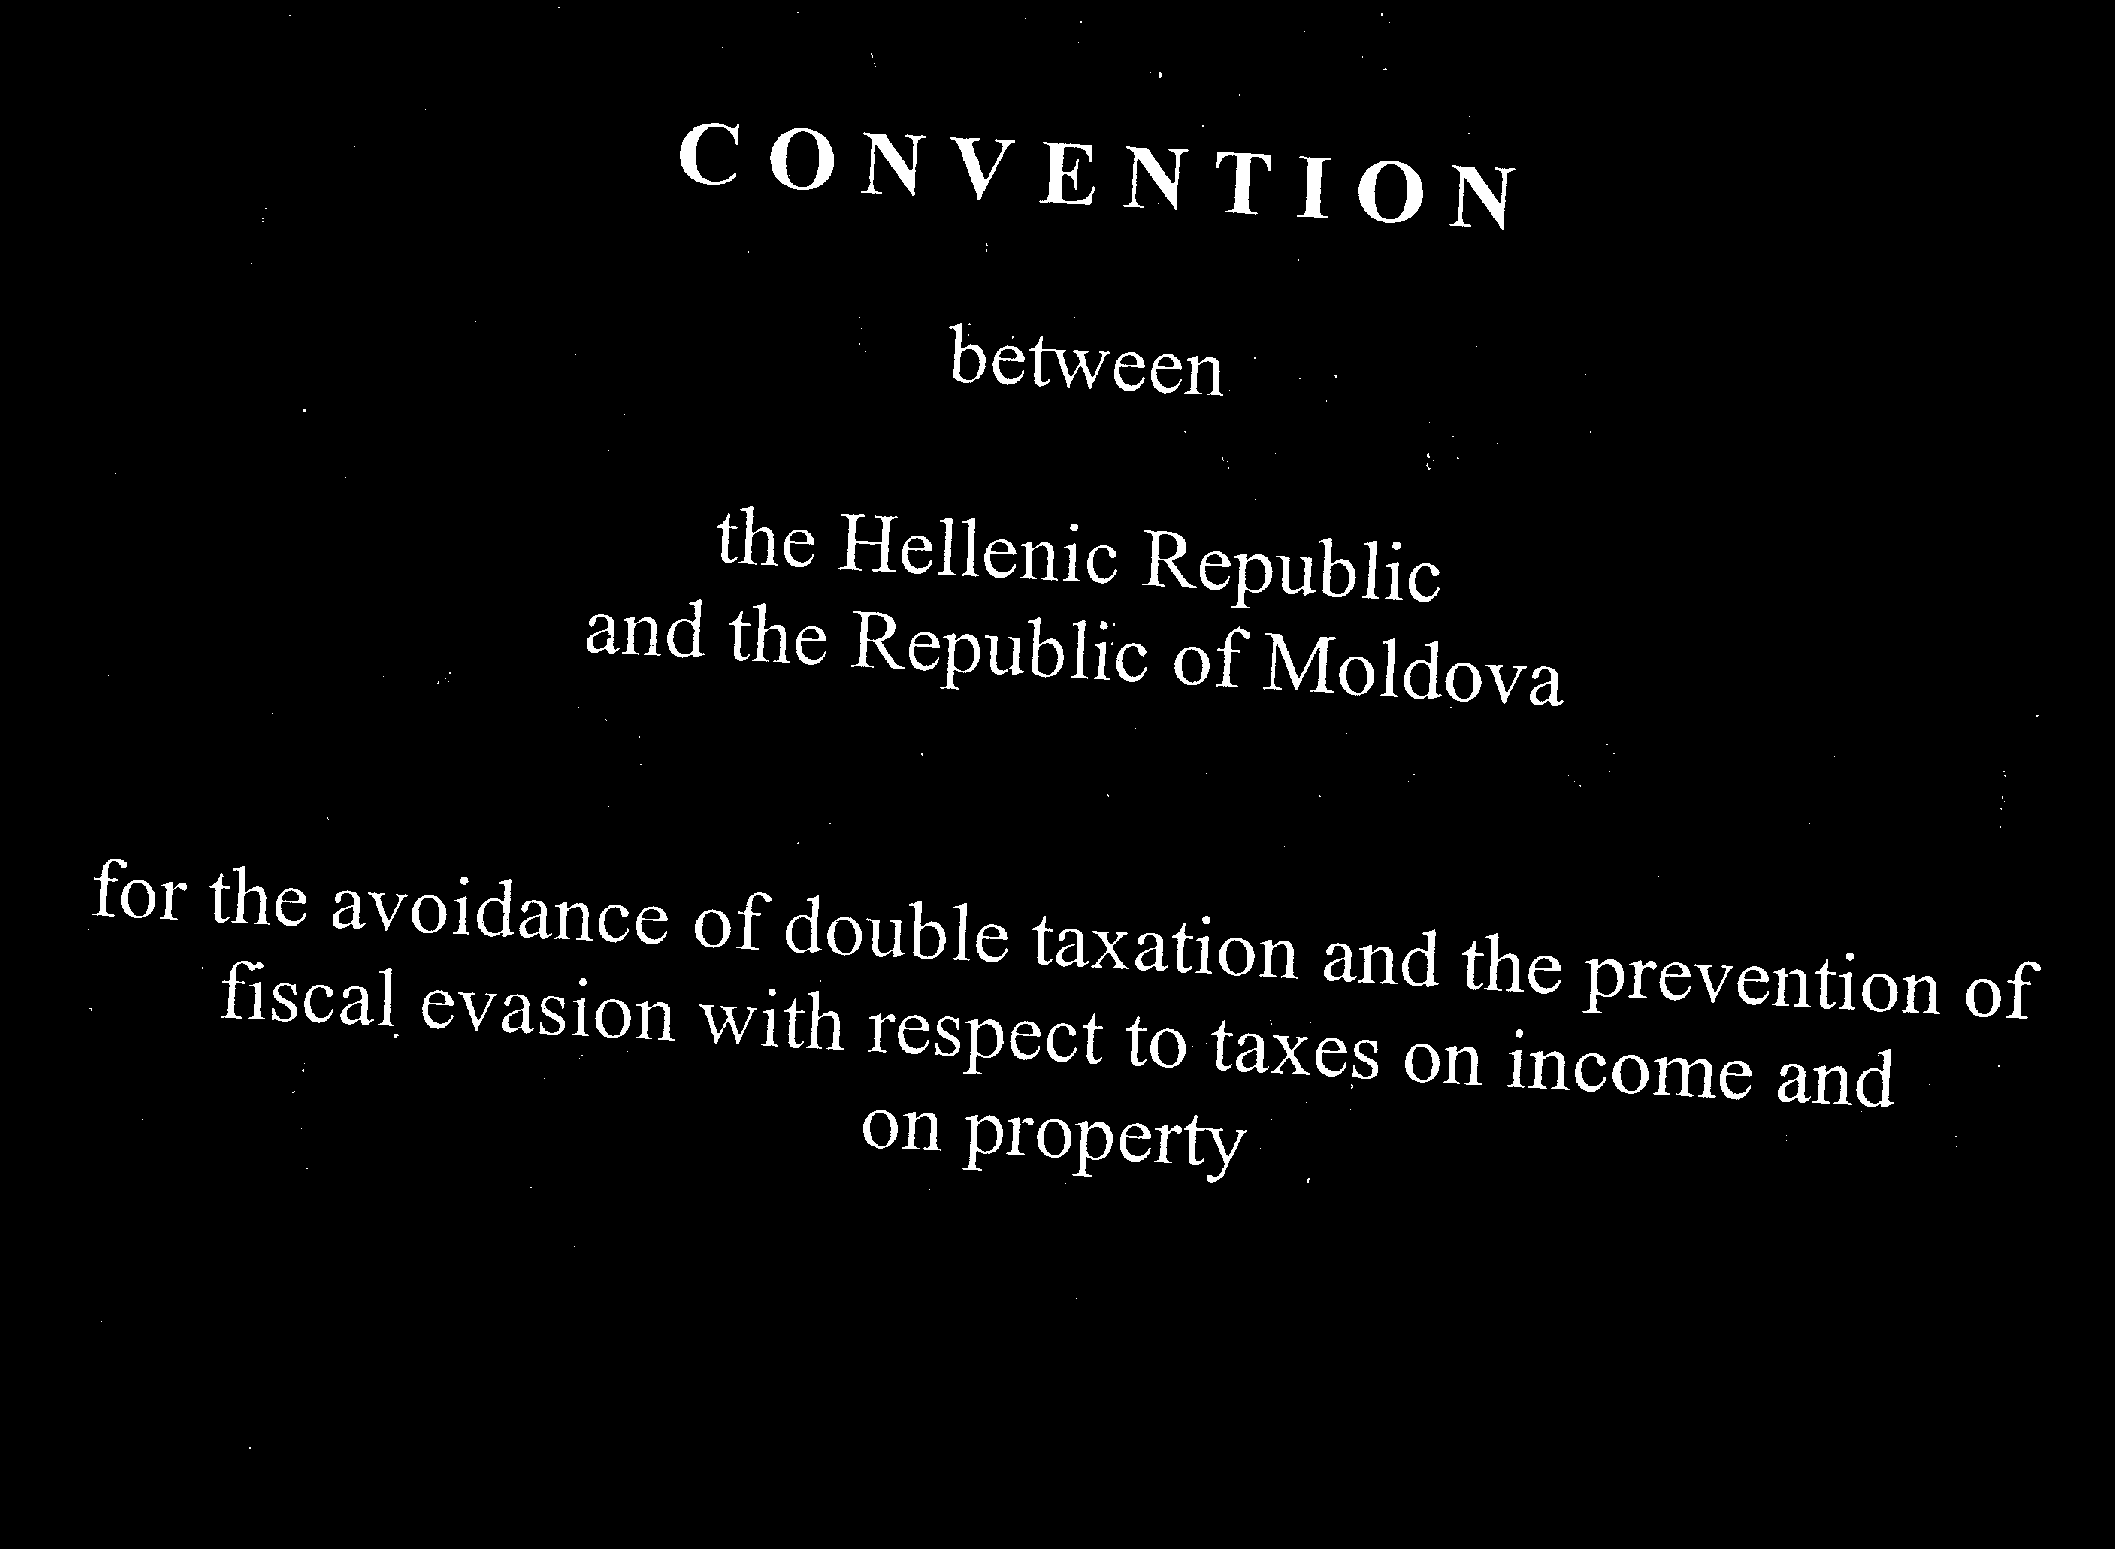 CONVENTION
between
the Hellenic Republic
and the Republic of Moldova
for the avoidance of double taxation and the prevention of
fiscal evasion with respect to taxes on income and
on property